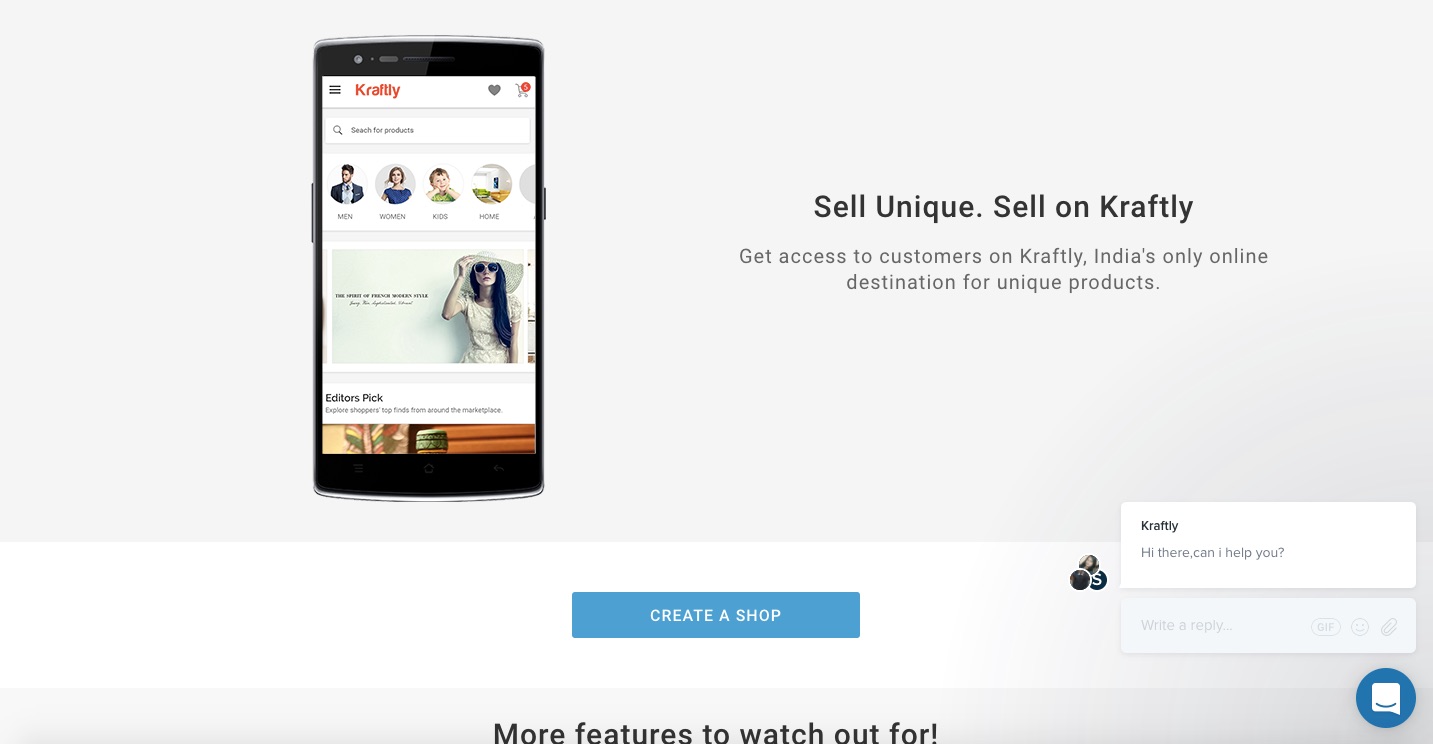 Kraftly
5
Seach for products
MEN
WOMEN
KIDS
HOME
THE SPIRIT OF FRENCH MODERN STYLE
Editors Pick
Explore shoppers' top finds from around the marketplace.
Sell Unique. Sell on Kraftly
Get access to customers on Kraftly, India's only online
destination for unique products.
Kraftly
Hi there,can i help you?
S
Write a reply...
GIF
CREATE A SHOP
More features to watch out for!